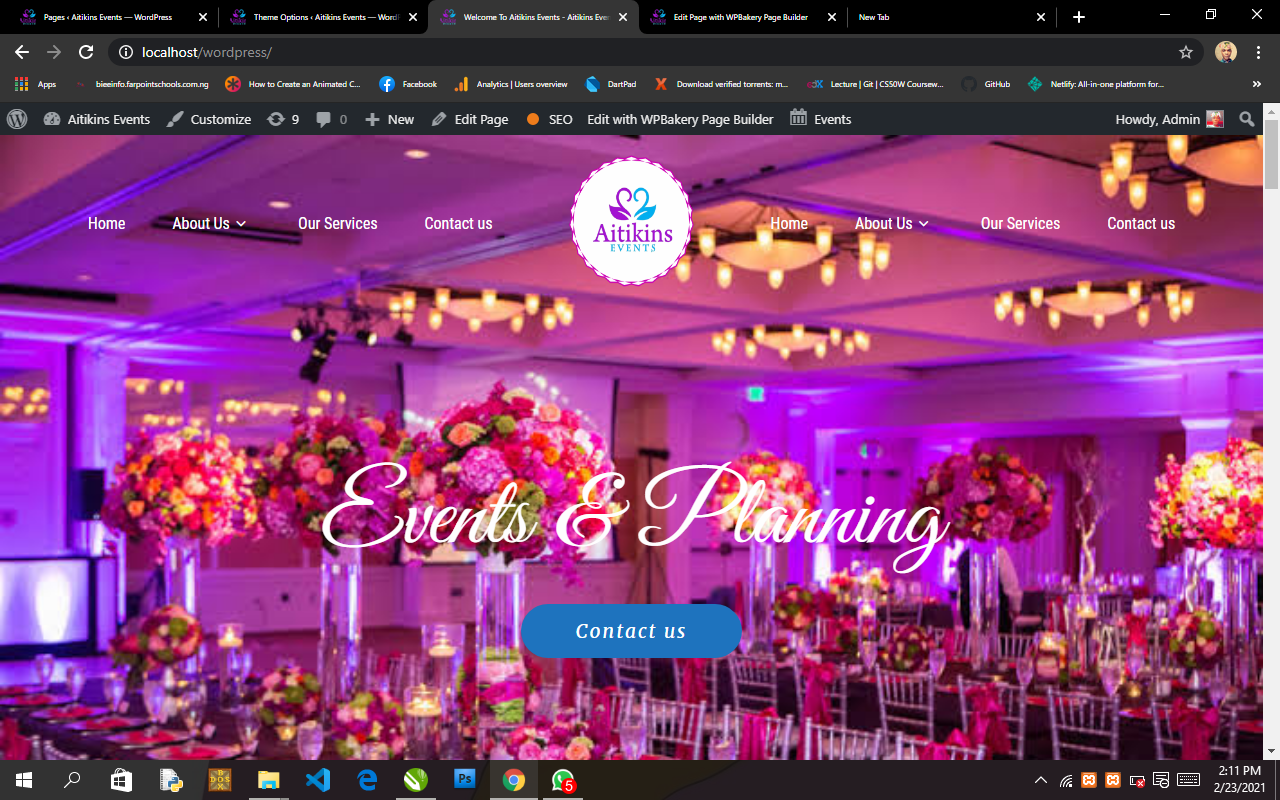 Pages ‹ Aitikins Events — WordPress
Theme Options ‹ Aitikins Events — Word
Welcome To Aitikins Events - Aitikins Ever
Edit Page with WPBakery Page Builder
New Tab
localhost/wordpress/
Apps
bieeinfo.farpointschools.com.ng
How to Create an Animated C...
Facebook
Analytics | Users overview
DartPad
Download verified torrents: m...
Lecture | Git | CS50W Coursew...
GitHub
Netlify: All-in-one platform for...
Aitikins Events
Customize
9
0
New
Edit Page
SEO
Edit with WPBakery Page Builder
Events
Howdy, Admin
Home
About Us
Our Services
Contact us
Aitikins
EVENTS
Home
About Us
Our Services
Contact us
Events & Planning
Contact us
Ps
5
2:11 PM
2/23/2021